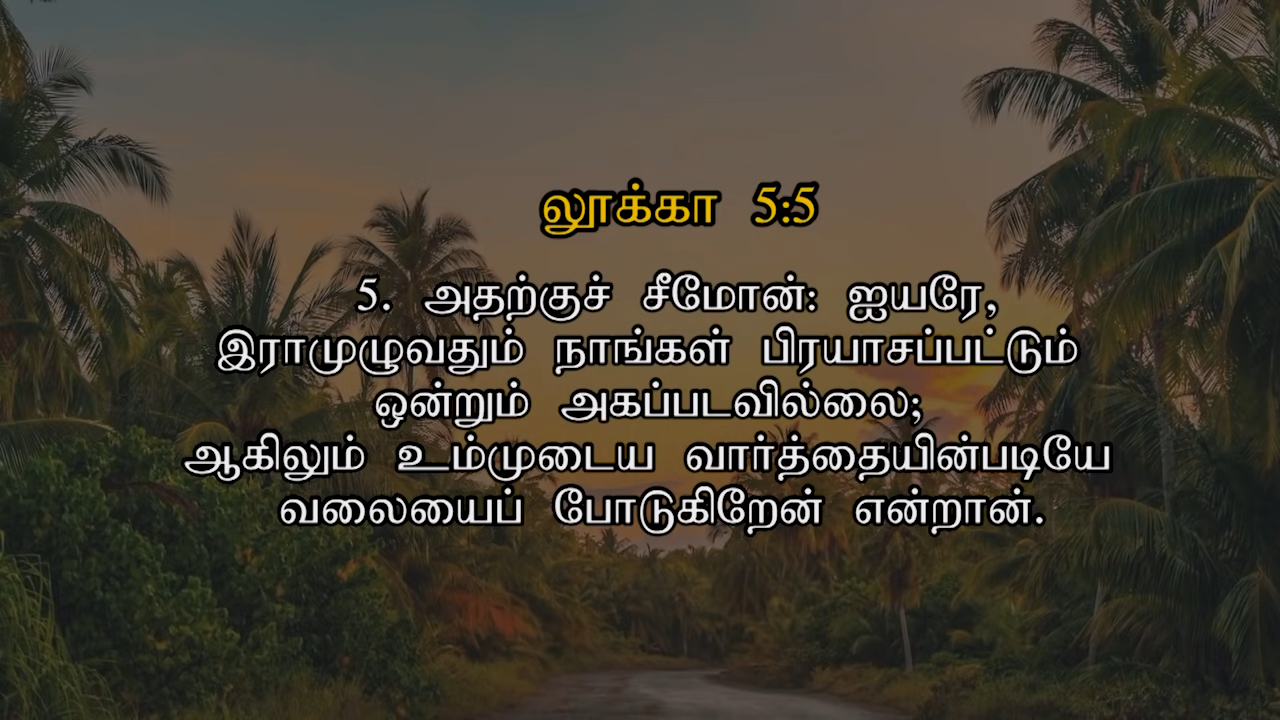 லூக்கா 5:5
5. அதற்குச் சீமோன்: ஐயரே,
இராமுழுவதும் நாங்கள் பிரயாசப்பட்டும்
ஒன்றும் அகப்படவில்லை;
ஆகிலும் உம்முடைய வார்த்தையின்படியே
வலையைப் போடுகிறேன் என்றான்.